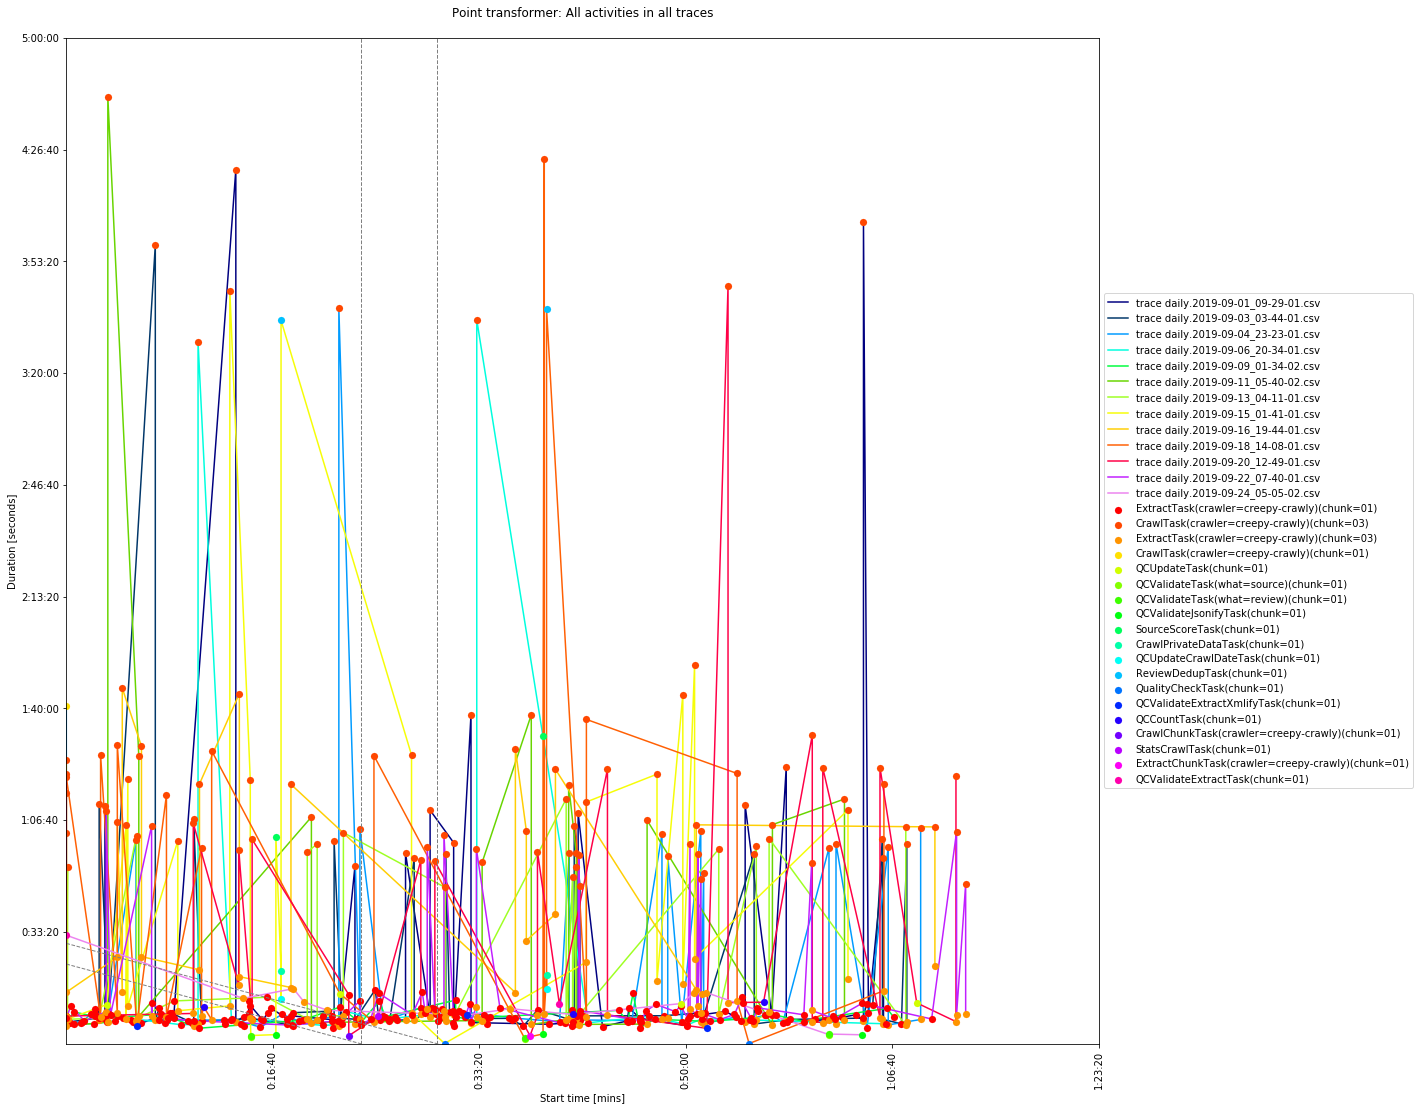 Point transformer: All activities in all traces
5:00:00
4:26:40
3:53:20
3:20:00
2:46:40
2:13:20
1:40:00
1:06:40
0:33:20
Duration [seconds]
0:16:40
0:33:20
0:50:00
1:06:40
1:23:20
Start time [mins]
trace daily.2019-09-01_09-29-01.csv
trace daily.2019-09-03_03-44-01.csv
trace daily.2019-09-04_23-23-01.csv
trace daily.2019-09-06_20-34-01.csv
trace daily.2019-09-09_01-34-02.csv
trace daily.2019-09-11_05-40-02.csv
trace daily.2019-09-13_04-11-01.csv
trace daily.2019-09-15_01-41-01.csv
trace daily.2019-09-16_19-44-01.csv
trace daily.2019-09-18_14-08-01.csv
trace daily.2019-09-20_12-49-01.csv
trace daily.2019-09-22_07-40-01.csv
trace daily.2019-09-24_05-05-02.csv
ExtractTask(crawler=creepy-crawly)(chunk=01)
CrawlTask(crawler=creepy-crawly)(chunk=03)
ExtractTask(crawler=creepy-crawly)(chunk=03)
CrawlTask(crawler=creepy-crawly)(chunk=01)
QCUpdateTask(chunk=01)
QCValidateTask(what=source)(chunk=01)
QCValidateTask(what=review)(chunk=01)
QCValidateJsonifyTask(chunk=01)
SourceScoreTask(chunk=01)
CrawlPrivateDataTask(chunk=01)
QCUpdateCrawlDateTask(chunk=01)
ReviewDedupTask(chunk=01)
QualityCheckTask(chunk=01)
QCValidateExtractXmlifyTask(chunk=01)
QCCountTask(chunk=01)
CrawlChunkTask(crawler=creepy-crawly)(chunk=01)
StatsCrawlTask(chunk=01)
ExtractChunkTask(crawler=creepy-crawly)(chunk=01)
QCValidateExtractTask(chunk=01)